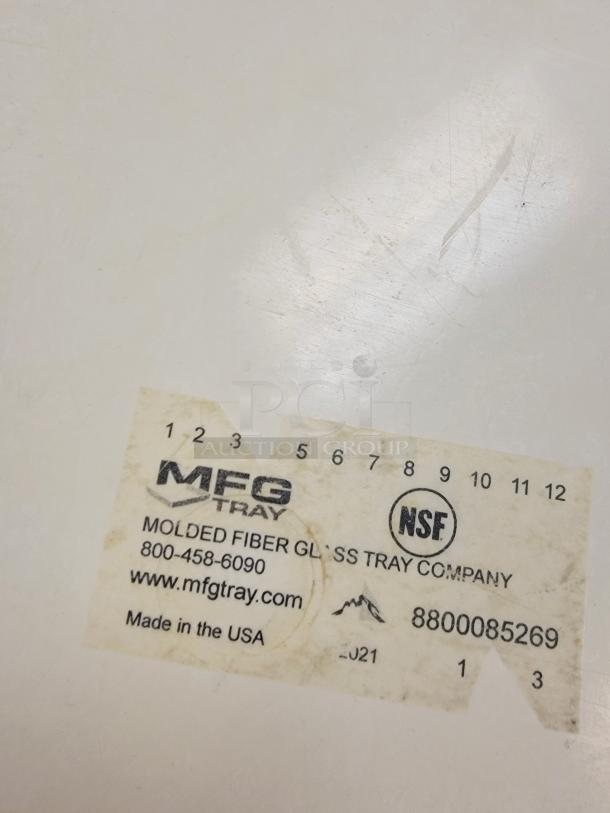 PCi
AUCTION GROUP
1 2 3 5 6 7 8 9 10 11 12
MFG
TRAY
NSF
MOLDED FIBER GL SS TRAY COMPANY
800-458-6090
www.mfgtray.com
8800085269
Made in the USA
2021
1 3